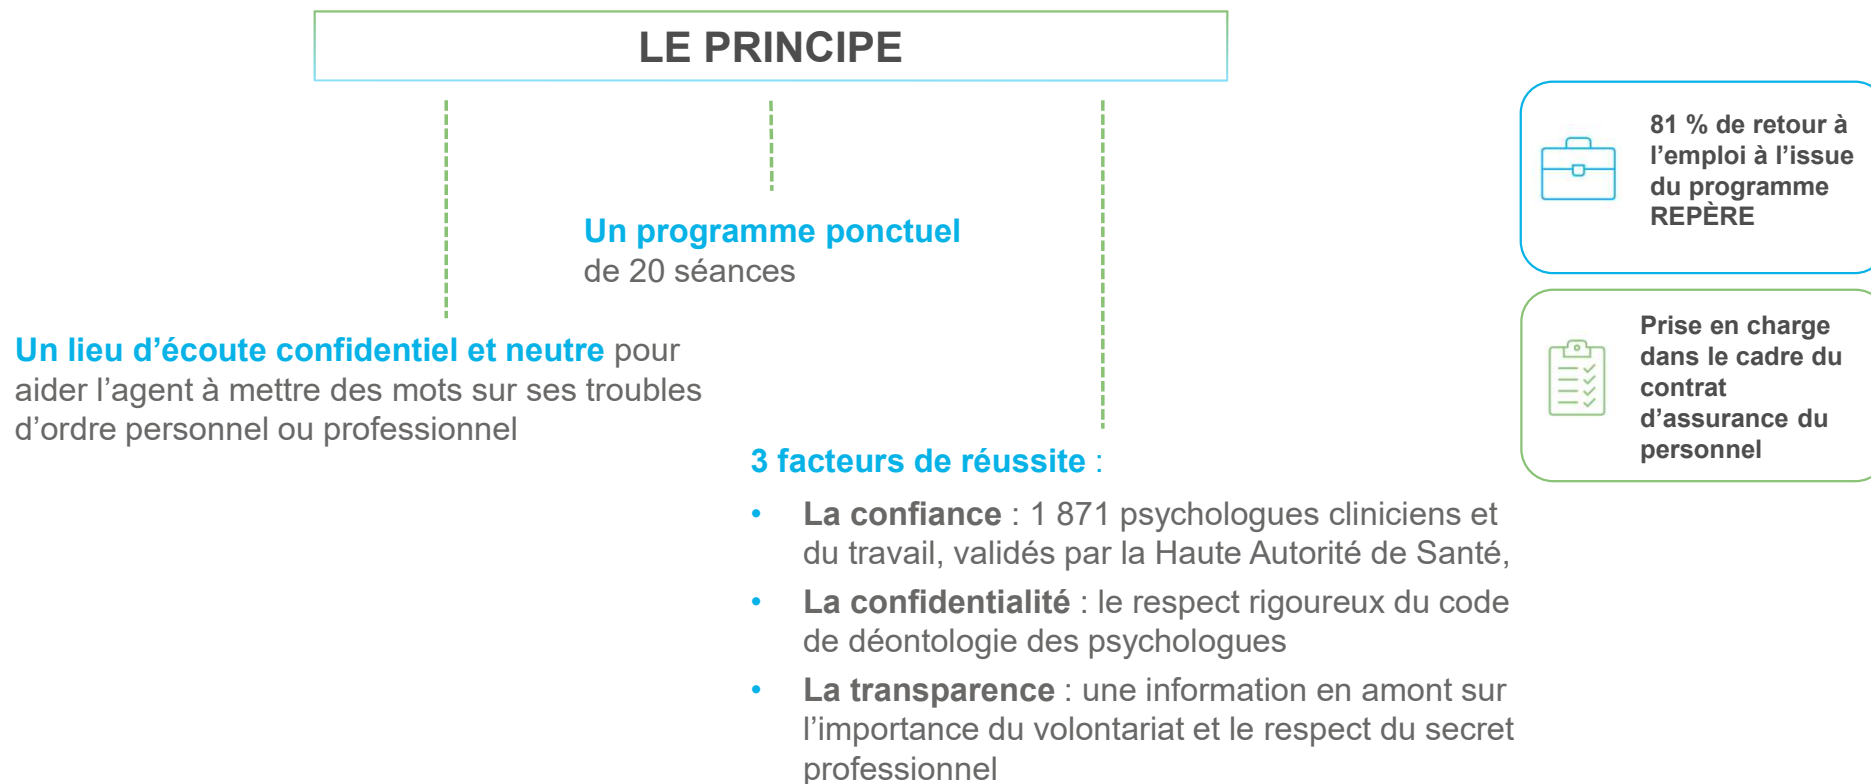 LE PRINCIPE
Un programme ponctuel
de 20 séances
Un lieu d’écoute confidentiel et neutre pour
aider l’agent à mettre des mots sur ses troubles
d’ordre personnel ou professionnel
3 facteurs de réussite :
• La confiance : 1 871 psychologues cliniciens et
du travail, validés par la Haute Autorité de Santé,
• La confidentialité : le respect rigoureux du code
de déontologie des psychologues
• La transparence : une information en amont sur
l’importance du volontariat et le respect du secret
professionnel
81 % de retour à
l’emploi à l’issue
du programme
REPÈRE
Prise en charge
dans le cadre du
contrat
d’assurance du
personnel